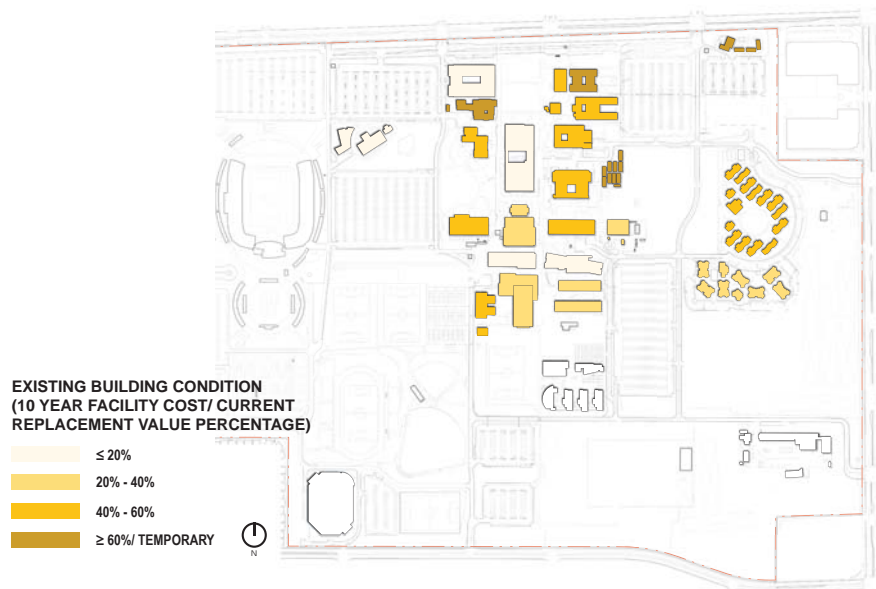 EXISTING BUILDING CONDITION
(10 YEAR FACILITY COST/ CURRENT
REPLACEMENT VALUE PERCENTAGE)
≤ 20%
20% - 40%
40% - 60%
≥ 60%/ TEMPORARY
N